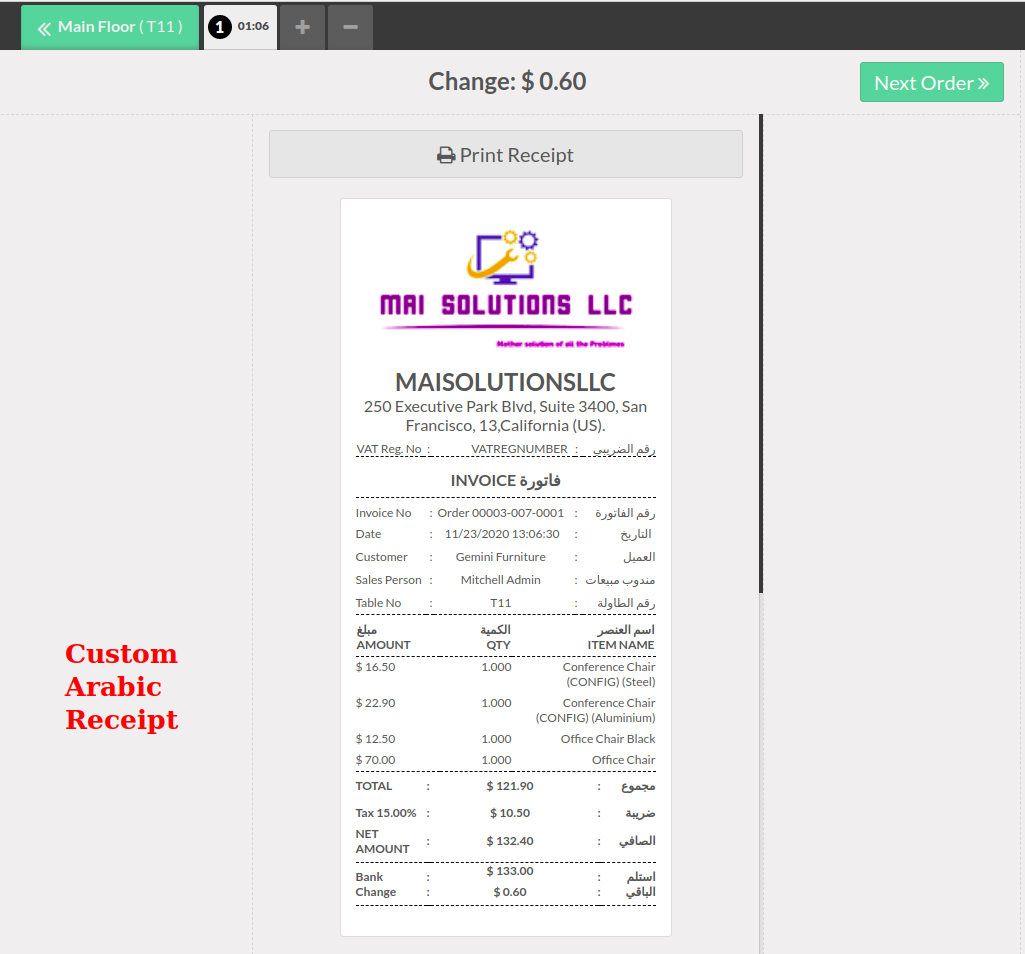 Main Floor ( T11 )
1 01:06
Change: $ 0.60
Next Order
Print Receipt
MAI SOLUTIONS LLC
Mother solution of all the Problmes
MAISOLUTIONSLLC
250 Executive Park Blvd, Suite 3400, San
Francisco, 13,California (US).
VAT Reg. No : VATREGNUMBER : رقم الضريبي
INVOICE فاتورة
Invoice No : Order 00003-007-0001 : رقم الفاتورة
Date : 11/23/2020 13:06:30 : التاريخ
Customer : Gemini Furniture : العميل
Sales Person : Mitchell Admin : مندوب مبيعات
Table No : T11 : رقم الطاولة
مبلغ الكمية اسم العنصر
AMOUNT QTY ITEM NAME
$ 16.50 1.000 Conference Chair
(CONFIG) (Steel)
$ 22.90 1.000 Conference Chair
(CONFIG) (Aluminium)
$ 12.50 1.000 Office Chair Black
$ 70.00 1.000 Office Chair
TOTAL : $ 121.90 : مجموع
Tax 15.00% : $ 10.50 : ضريبة
NET
AMOUNT : $ 132.40 : الصافي
Bank : $ 133.00 : استلم
Change : $ 0.60 : الباقي
Custom
Arabic
Receipt